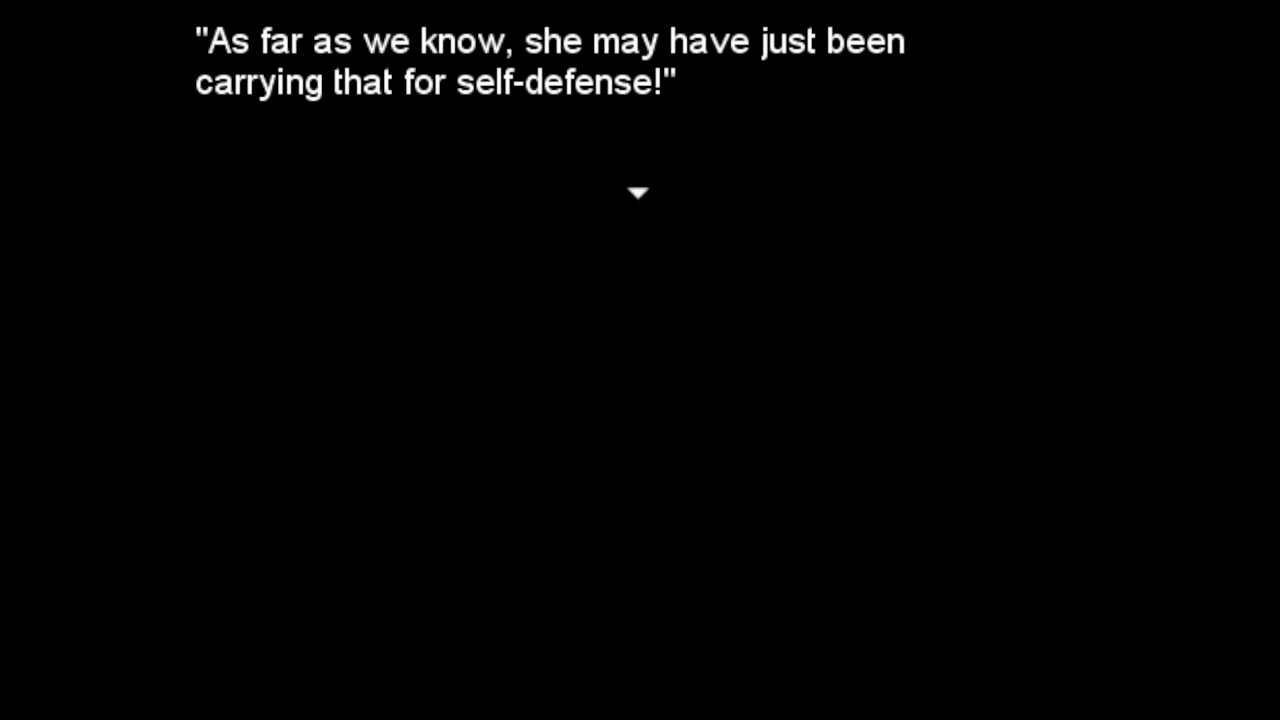 "As far as we know, she may have just been
carrying that for self-defense!"